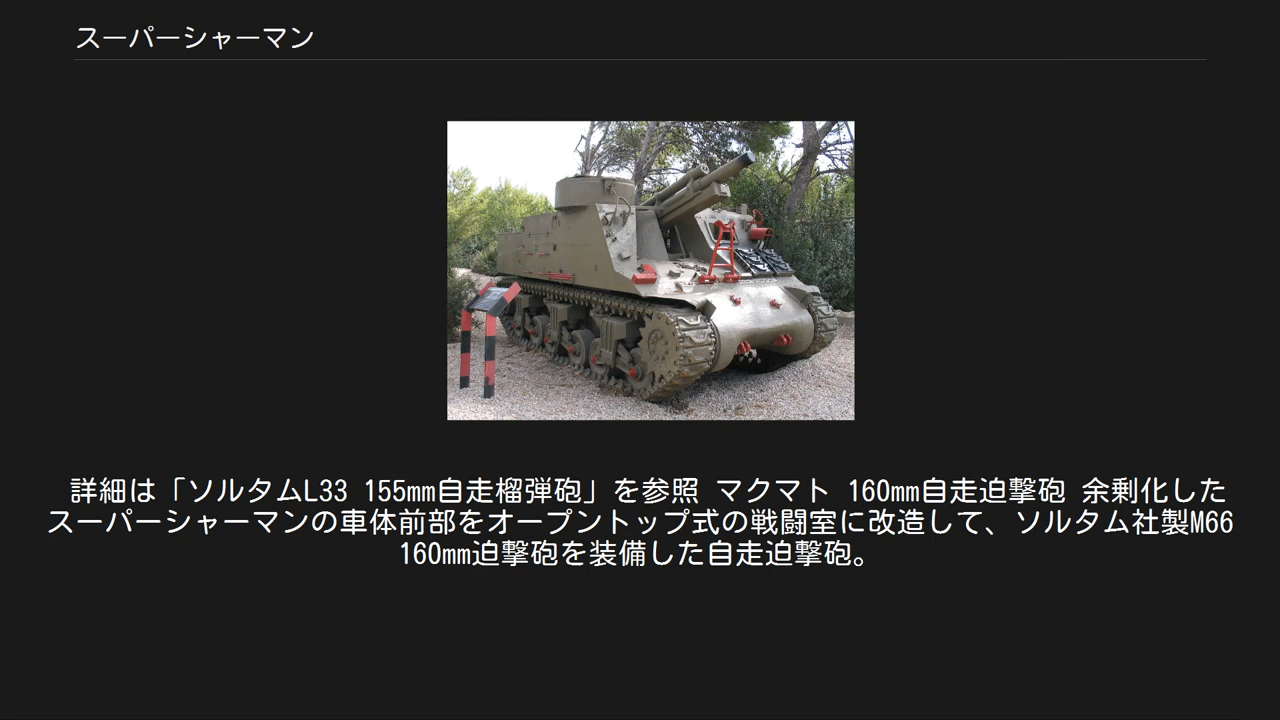 スーパーシャーマン
詳細は「ソルタムL33 155mm自走榴弾砲」を参照 マクマト 160mm自走迫撃砲 余剰化した
スーパーシャーマンの車体前部をオープントップ式の戦闘室に改造して、ソルタム社製M66
160mm迫撃砲を装備した自走迫撃砲。